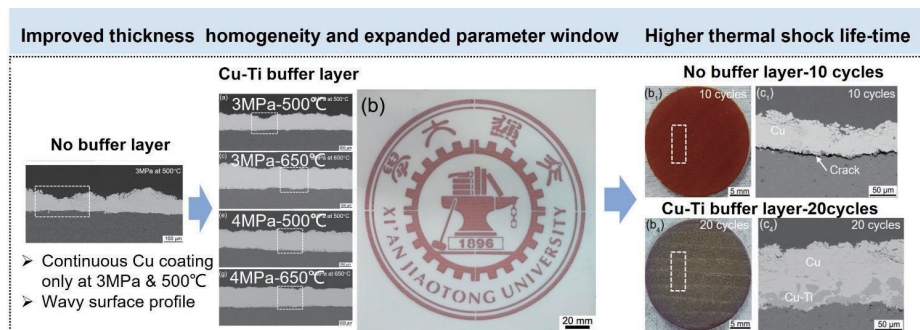 Improved thickness homogeneity and expanded parameter window
Higher thermal shock life-time
No buffer layer
3MPa at 500℃
100 μm
➢ Continuous Cu coating
only at 3MPa & 500℃
➢ Wavy surface profile
Cu-Ti buffer layer
(a)
3MPa-500℃
(c)
3MPa-650℃
(e)
4MPa-500℃
(g)
4MPa-650℃
(b)
XI'AN JIAOTONG UNIVERSITY
1896
20 mm
No buffer layer-10 cycles
(b₁)
10 cycles
5 mm
(c₁)
10 cycles
Cu
Crack
50 μm
Cu-Ti buffer layer-20cycles
(b₄)
20 cycles
5 mm
(c₄)
20 cycles
Cu
Cu-Ti
50 μm